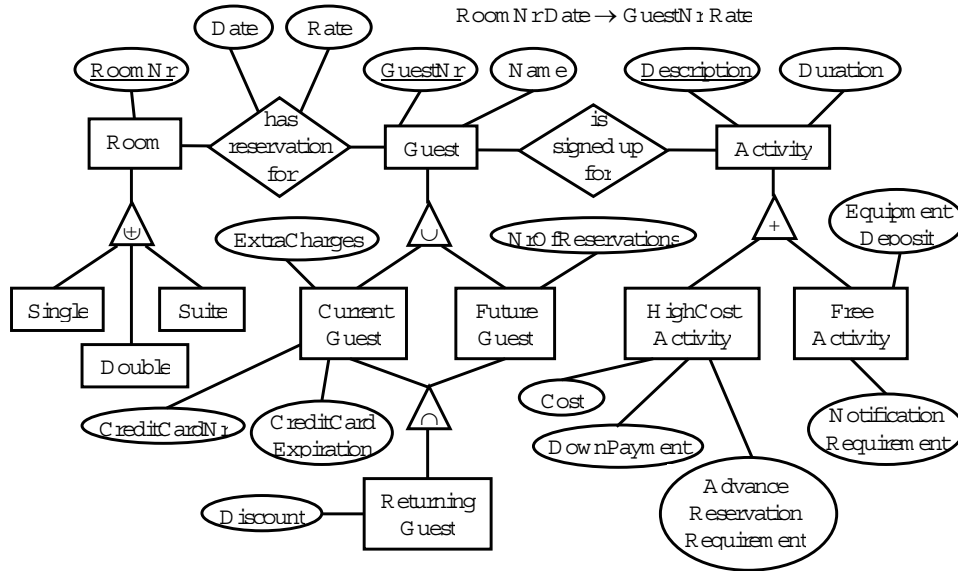 RoomNrDate → GuestNrRate
Date
Rate
RoomNr
GuestNr
Name
Description
Duration
Room
has
reservation
for
Guest
is
signed up
for
Activity
⊎
∪
+
ExtraCharges
NrOfReservations
Equipment
Deposit
Single
Suite
Double
Current
Guest
Future
Guest
HighCost
Activity
Free
Activity
CreditCardNr
CreditCard
Expiration
∩
Cost
DownPayment
Notification
Requirement
Discount
Returning
Guest
Advance
Reservation
Requirement